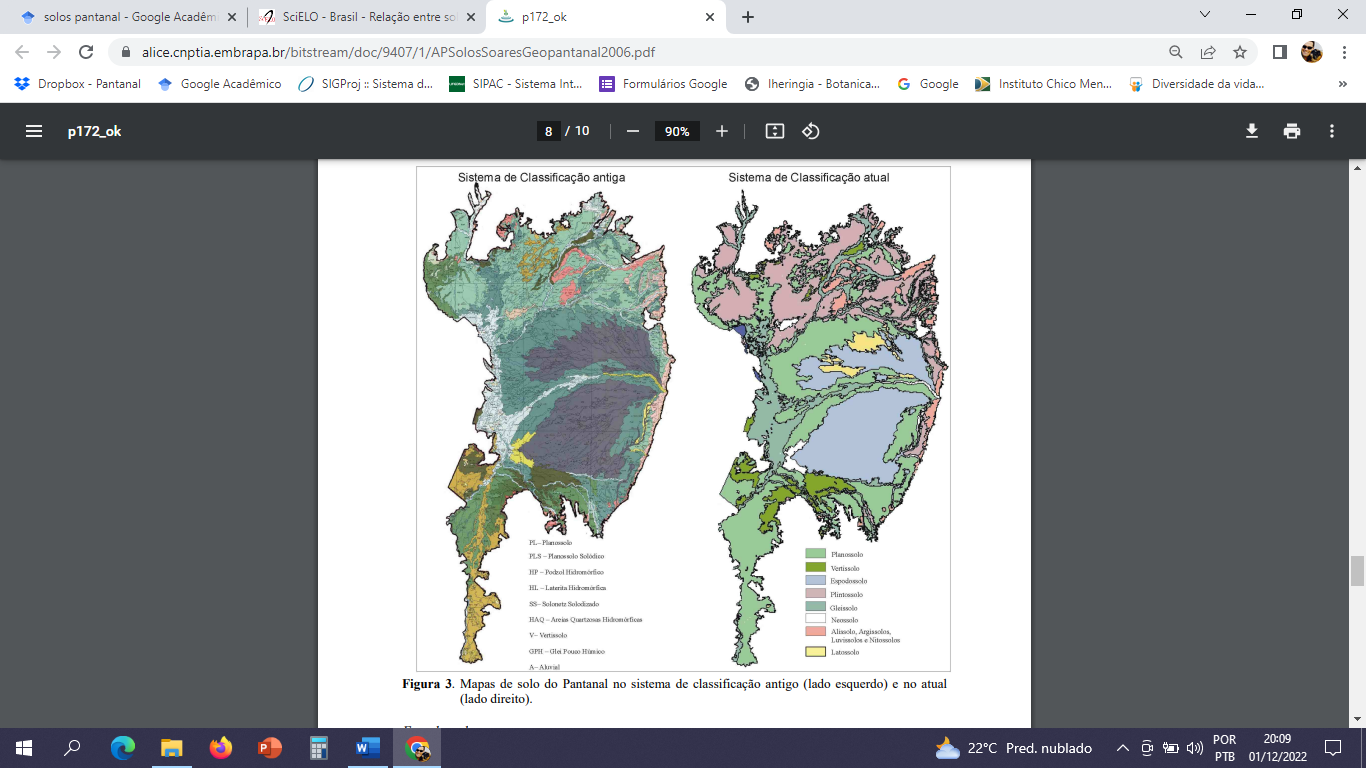 solos pantanal - Google Acadêmi
SciELO - Brasil - Relação entre so
p172_ok
alice.cnptia.embrapa.br/bitstream/doc/9407/1/APSolosSoaresGeopantanal2006.pdf
Dropbox - Pantanal
Google Acadêmico
SIGProj :: Sistema d...
SIPAC - Sistema Int...
Formulários Google
Iheringia - Botanica...
Google
Instituto Chico Men...
Diversidade da vida...
»
p172_ok
8 / 10
90%
Sistema de Classificação antiga
Sistema de Classificação atual
PL– Planossolo
PLS – Planossolo Solódico
HP – Podzol Hidromórfico
HL – Laterita Hidromórfica
SS– Solonetz Solodizado
HAQ – Areias Quartzosas Hidromórficas
V – Vertissolo
GPH – Glei Pouco Húmico
A – Aluvial
Planossolo
Vertissolo
Espodossolo
Plintossolo
Gleissolo
Neossolo
Alissolo, Argissolos,
Luvissolos e Nitossolos
Latossolo
Figura 3. Mapas de solo do Pantanal no sistema de classificação antigo (lado esquerdo) e no atual
(lado direito).
22°C Pred. nublado
POR
PTB
20:09
01/12/2022